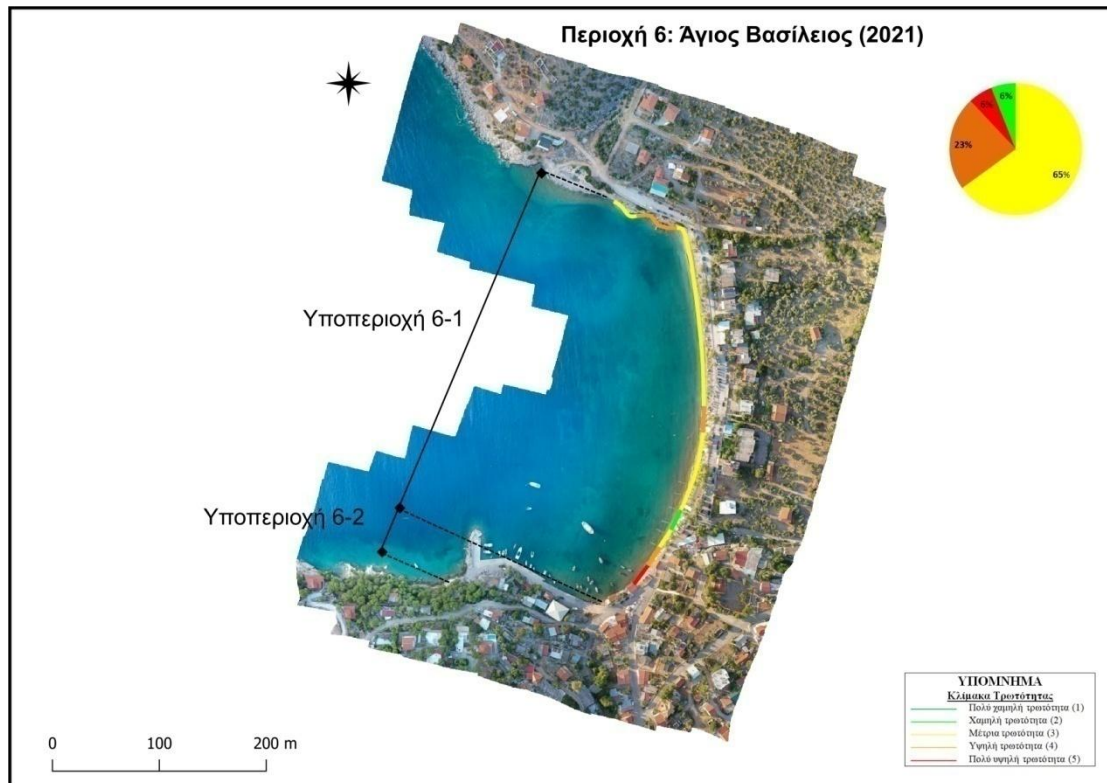 Περιοχή 6: Άγιος Βασίλειος (2021)
6%
6%
23%
65%
Υποπεριοχή 6-1
Υποπεριοχή 6-2
ΥΠΟΜΝΗΜΑ
Κλίμακα Τρωτότητας
Πολύ χαμηλή τρωτότητα (1)
Χαμηλή τρωτότητα (2)
Μέτρια τρωτότητα (3)
Υψηλή τρωτότητα (4)
Πολύ υψηλή τρωτότητα (5)
0 100 200 m